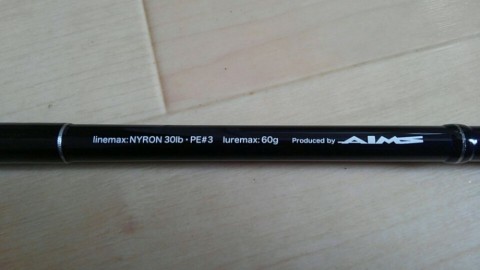 linemax: NYRON 30lb・PE#3 luremax: 60g Produced by AIMS